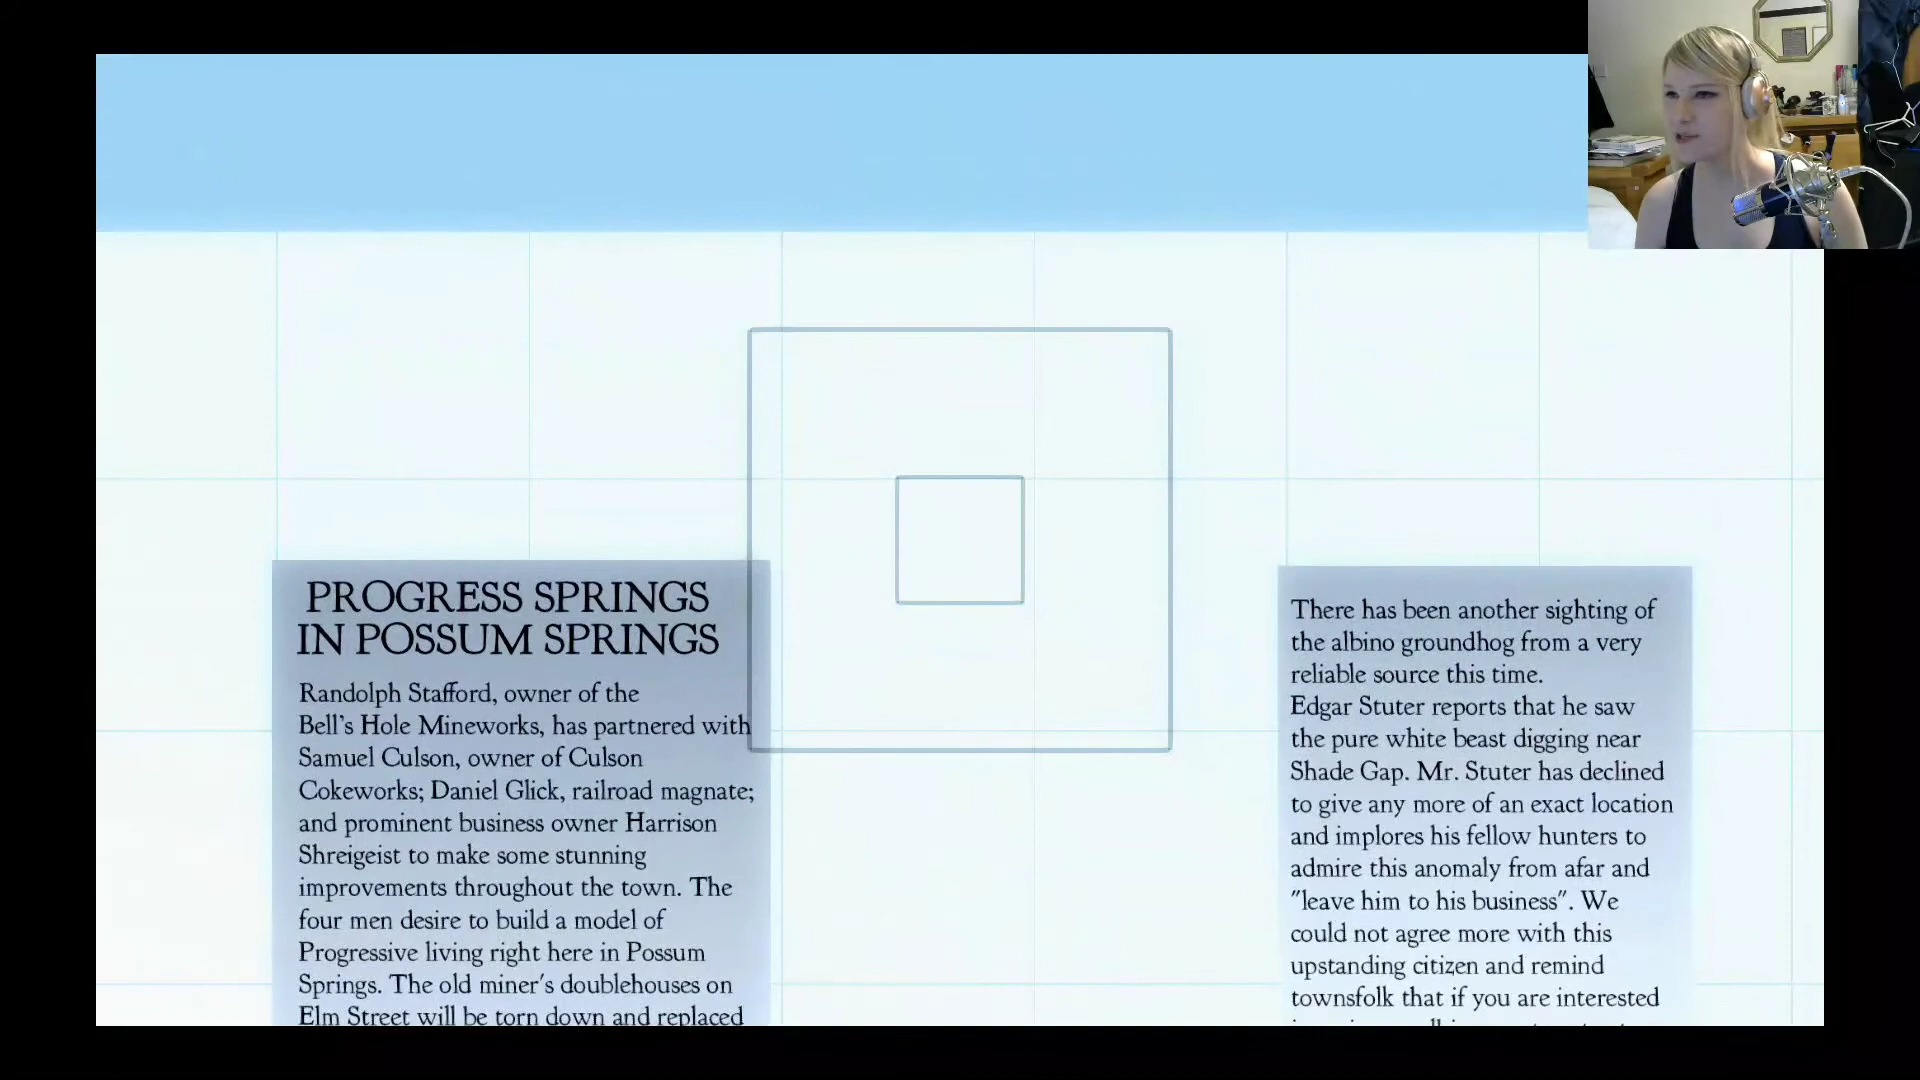 PROGRESS SPRINGS
IN POSSUM SPRINGS
Randolph Stafford, owner of the
Bell's Hole Mineworks, has partnered with
Samuel Culson, owner of Culson
Cokeworks; Daniel Glick, railroad magnate;
and prominent business owner Harrison
Shreigeist to make some stunning
improvements throughout the town. The
four men desire to build a model of
Progressive living right here in Possum
Springs. The old miner's doublehouses on
Elm Street will be torn down and replaced
There has been another sighting of
the albino groundhog from a very
reliable source this time.
Edgar Stuter reports that he saw
the pure white beast digging near
Shade Gap. Mr. Stuter has declined
to give any more of an exact location
and implores his fellow hunters to
admire this anomaly from afar and
"leave him to his business". We
could not agree more with this
upstanding citizen and remind
townsfolk that if you are interested